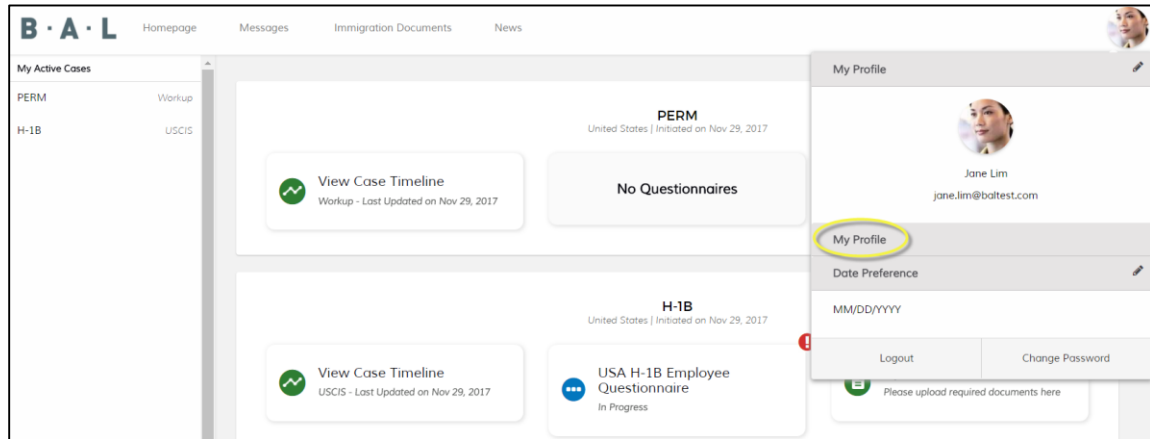 B · A · L
Homepage
Messages
Immigration Documents
News
My Active Cases
PERM
Workup
H-1B
USCIS
PERM
United States | Initiated on Nov 29, 2017
View Case Timeline
Workup - Last Updated on Nov 29, 2017
No Questionnaires
H-1B
United States | Initiated on Nov 29, 2017
View Case Timeline
USCIS - Last Updated on Nov 29, 2017
USA H-1B Employee
Questionnaire
In Progress
Please upload required documents here
My Profile
Jane Lim
jane.lim@baltest.com
My Profile
Date Preference
MM/DD/YYYY
Logout
Change Password